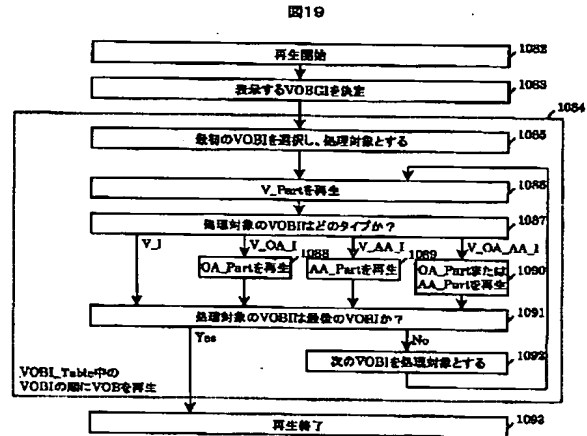 図19
再生開始
1082
表示するVOBGIを決定
1083
1084
最初のVOBIを選択し、処理対象とする
1085
V_Partを再生
1086
処理対象のVOBIはどのタイプか?
1087
V_I
V_OA_I
V_AA_I
V_OA_AA_I
OA_Partを再生
1088
AA_Partを再生
1089
OA_Partまたは
AA_Partを再生
1090
処理対象のVOBIは最後のVOBIか?
1091
Yes
No
次のVOBIを処理対象とする
1092
VOBI_Table中の
VOBIの順にVOBを再生
再生終了
1093